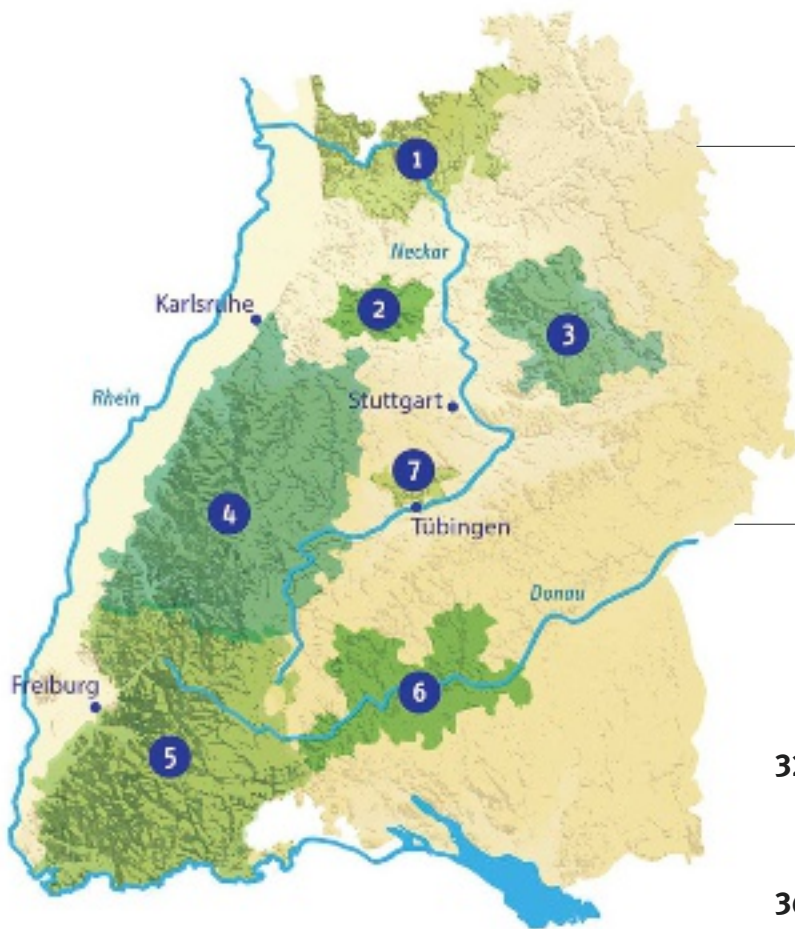 1
Neckar
Karlsruhe
2
3
Rhein
Stuttgart
7
4
Tübingen
Donau
Freiburg
6
5